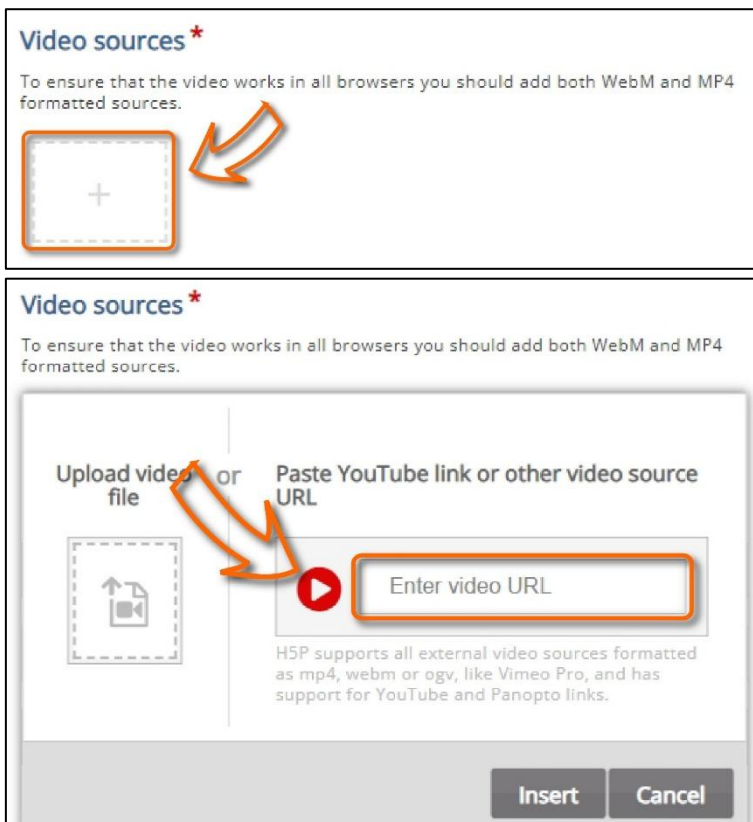 Video sources *
To ensure that the video works in all browsers you should add both WebM and MP4
formatted sources.
+
Video sources *
To ensure that the video works in all browsers you should add both WebM and MP4
formatted sources.
Upload video
file
or
Paste YouTube link or other video source
URL
Enter video URL
H5P supports all external video sources formatted
as mp4, webm or ogv, like Vimeo Pro, and has
support for YouTube and Panopto links.
Insert
Cancel